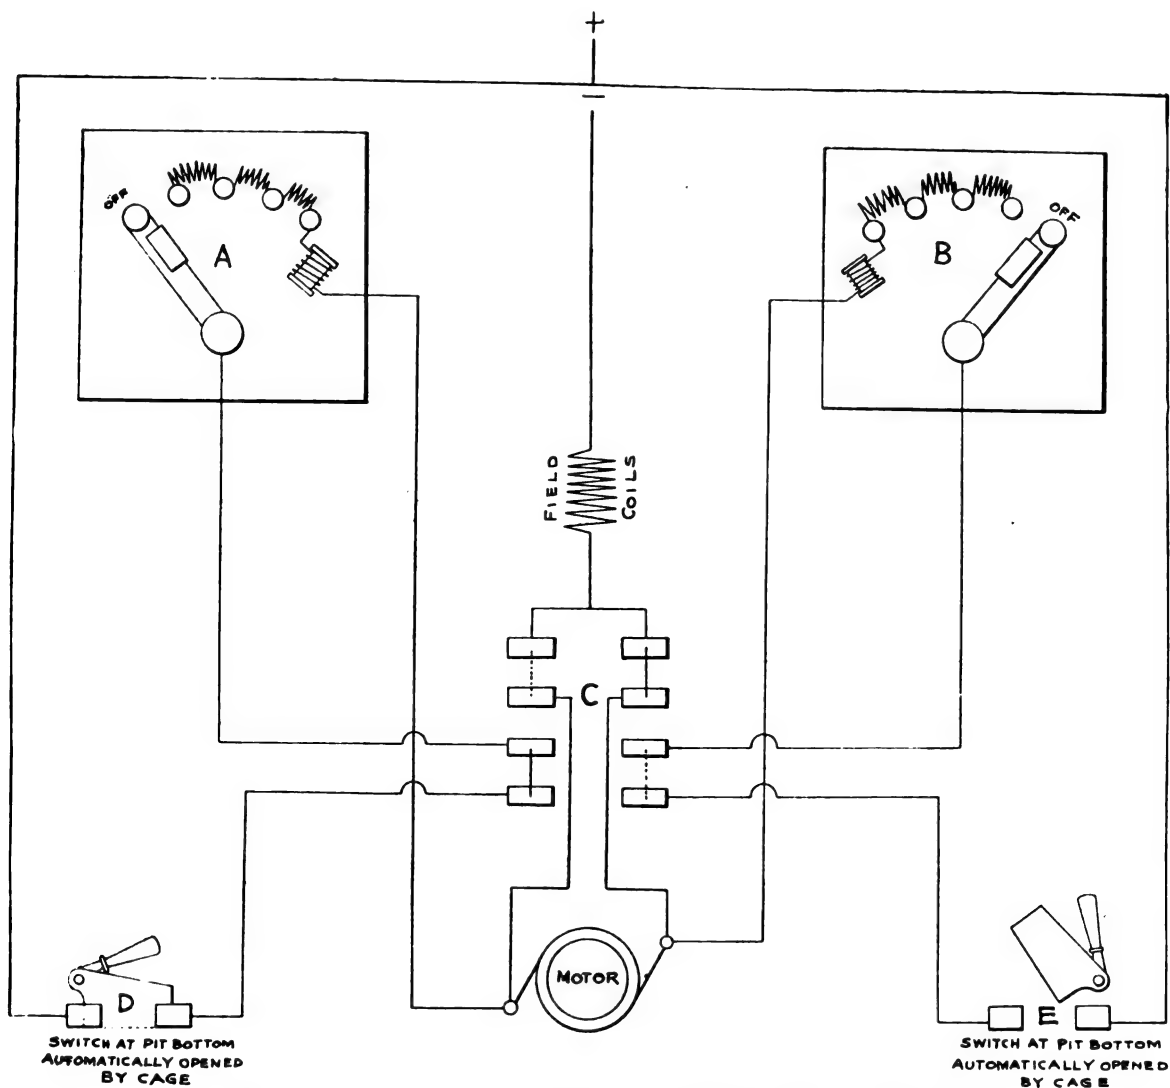 +
−
OFF
A
OFF
B
FIELD
COILS
C
MOTOR
D
SWITCH AT PIT BOTTOM
AUTOMATICALLY OPENED
BY CAGE
E
SWITCH AT PIT BOTTOM
AUTOMATICALLY OPENED
BY CAGE